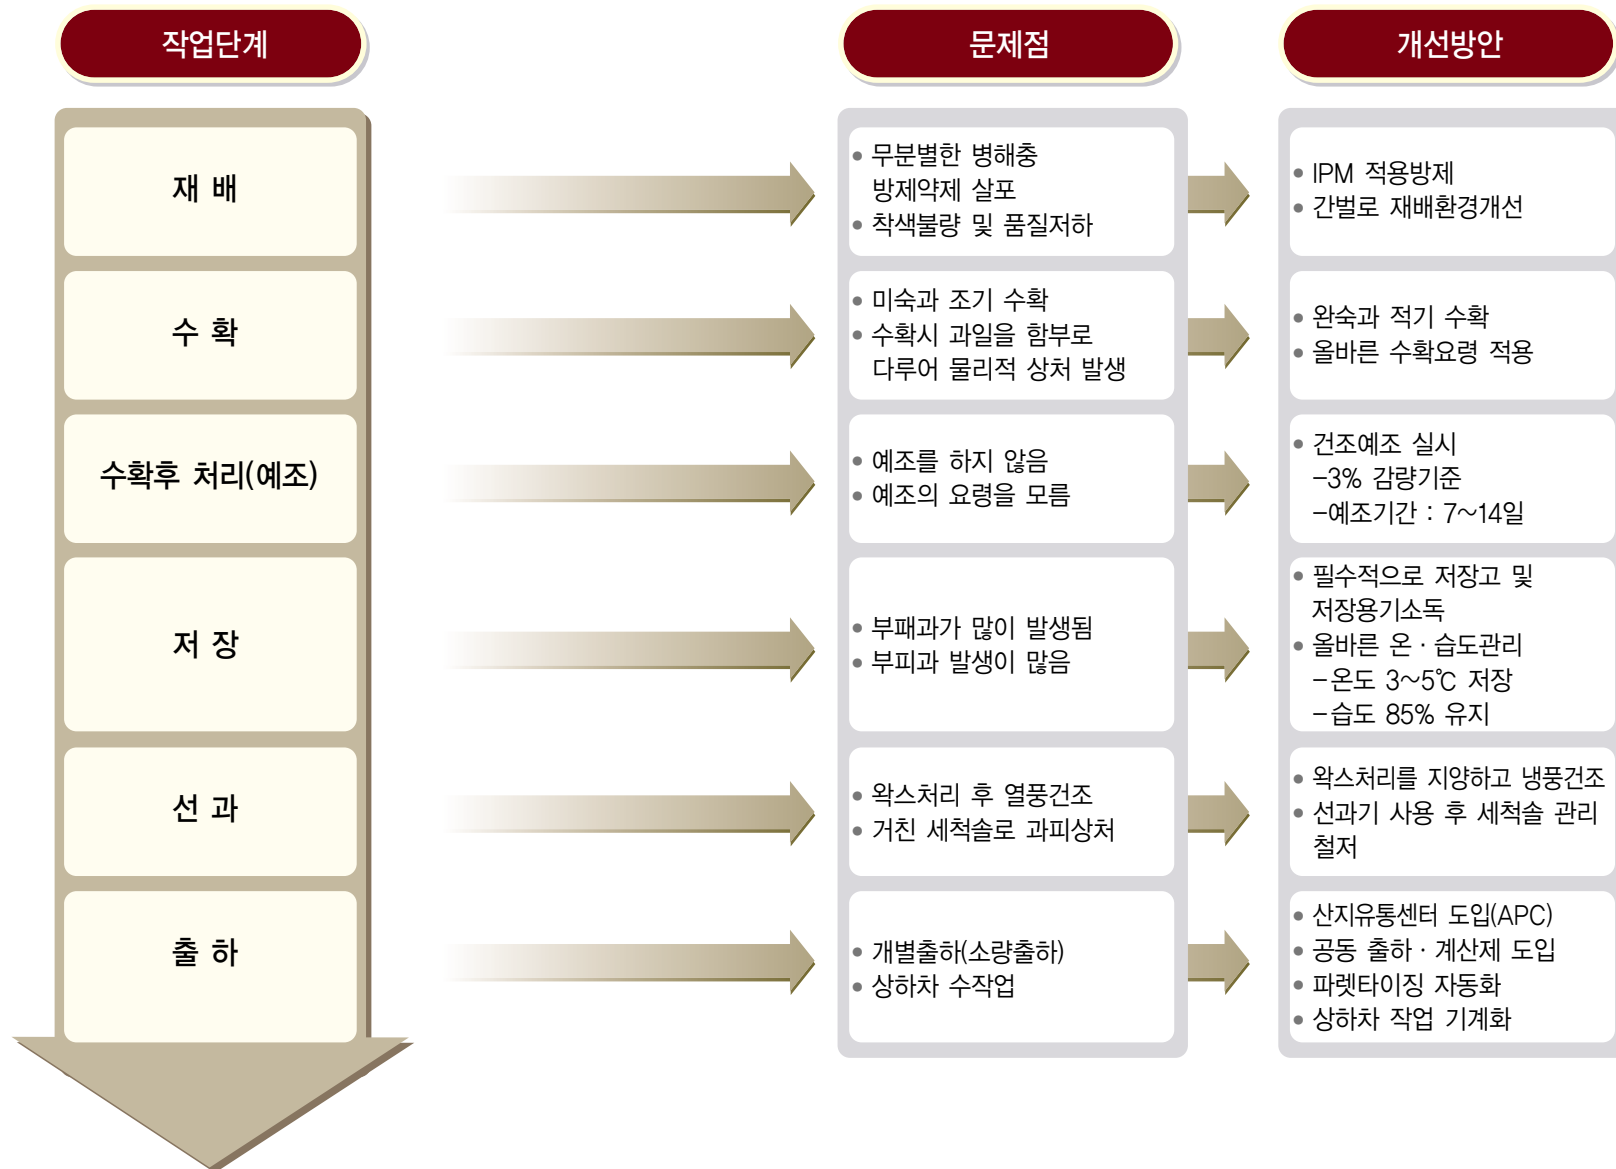 작업단계
문제점
개선방안
재 배
● 무분별한 병해충
방제약제 살포
● 착색불량 및 품질저하
● IPM 적용방제
● 간벌로 재배환경개선
수 확
● 미숙과 조기 수확
● 수확시 과일을 함부로
다루어 물리적 상처 발생
● 완숙과 적기 수확
● 올바른 수확요령 적용
수확후 처리(예조)
● 예조를 하지 않음
● 예조의 요령을 모름
● 건조예조 실시
-3% 감량기준
-예조기간 : 7~14일
저 장
● 부패과가 많이 발생됨
● 부피과 발생이 많음
● 필수적으로 저장고 및
저장용기소독
● 올바른 온 · 습도관리
-온도 3~5℃ 저장
-습도 85% 유지
선 과
● 왁스처리 후 열풍건조
● 거친 세척솔로 과피상처
● 왁스처리를 지양하고 냉풍건조
● 선과기 사용 후 세척솔 관리
철저
출 하
● 개별출하(소량출하)
● 상하차 수작업
● 산지유통센터 도입(APC)
● 공동 출하 · 계산제 도입
● 파렛타이징 자동화
● 상하차 작업 기계화